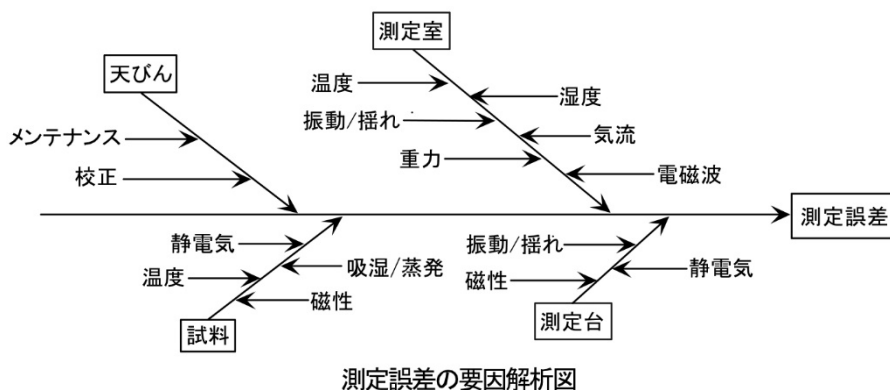 測定室
天びん
温度
湿度
振動/揺れ
気流
メンテナンス
重力
校正
電磁波
測定誤差
静電気
吸湿/蒸発
温度
磁性
試料
振動/揺れ
静電気
磁性
測定台
測定誤差の要因解析図